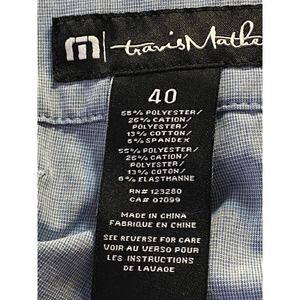 travisMathe
40
55% POLYESTER/
26% CATION/
POLYESTER/
13% COTTON/
6% SPANDEX
55% POLYESTER/
26% CATION/
POLYESTER/
13% COTON/
6% ELASTHANNE
RN# 123280
CA# 07099
MADE IN CHINA
FABRIQUE EN CHINE
SEE REVERSE FOR CARE
VOIR AU VERSO POUR
LES INSTRUCTIONS
DE LAVAGE